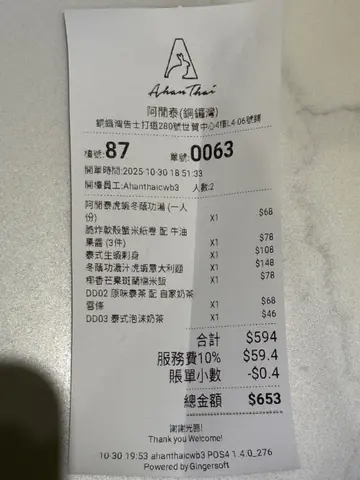 A
AhanThai
阿閒泰(銅鑼灣)
銅鑼灣告士打道280號世貿中心4樓L4-06號舖
檯號:87 單號:0063
開單時間:2025-10-30 18:51:33
開檯員工:Ahanthaicwb3 人數:2
阿閒泰虎蝦冬蔭功湯 (一人份) X1 $68
脆炸軟殼蟹米紙卷 配 牛油果醬 (3件) X1 $78
泰式生蝦刺身 X1 $108
冬蔭功濃汁虎蝦意大利麵 X1 $148
椰香芒果斑蘭糯米飯 X1 $78
DD02 原味泰茶 配 自家奶茶雪條 X1 $68
DD03 泰式泡沫奶茶 X1 $46
合計 $594
服務費10% $59.4
賬單小數 -$0.4
總金額 $653
謝謝光臨!
Thank you Welcome!
10-30 19:53 ahanthaicwb3 POS4 1.4.0_276
Powered by Gingersoft